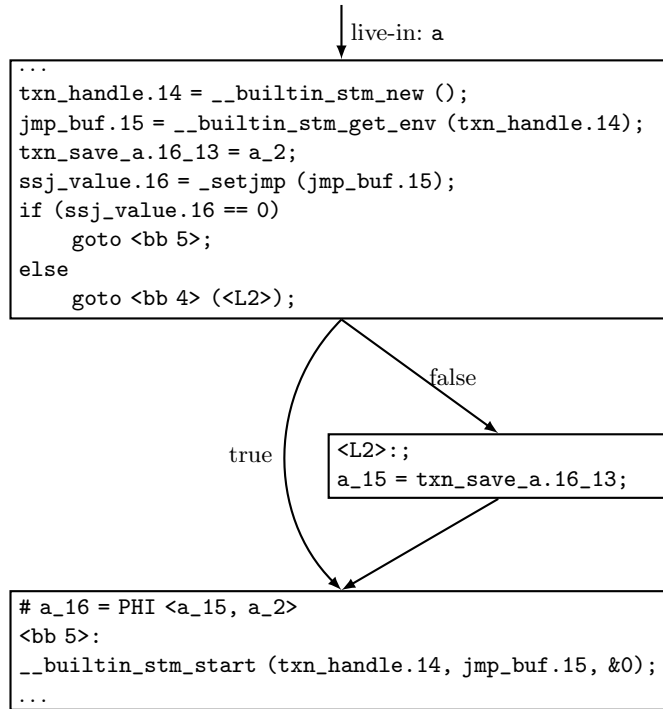 live-in: a
...
txn_handle.14 = __builtin_stm_new ();
jmp_buf.15 = __builtin_stm_get_env (txn_handle.14);
txn_save_a.16_13 = a_2;
ssj_value.16 = _setjmp (jmp_buf.15);
if (ssj_value.16 == 0)
goto <bb 5>;
else
goto <bb 4> (<L2>);
false
true
<L2>:;
a_15 = txn_save_a.16_13;
# a_16 = PHI <a_15, a_2>
<bb 5>:
__builtin_stm_start (txn_handle.14, jmp_buf.15, &0);
...